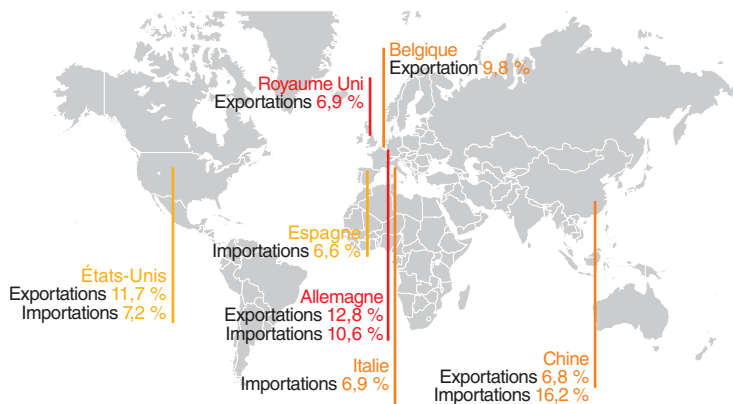 Belgique
Exportation 9,8 %
Royaume Uni
Exportations 6,9 %
Espagne
Importations 6,6 %
États-Unis
Exportations 11,7 %
Importations 7,2 %
Allemagne
Exportations 12,8 %
Importations 10,6 %
Italie
Importations 6,9 %
Chine
Exportations 6,8 %
Importations 16,2 %